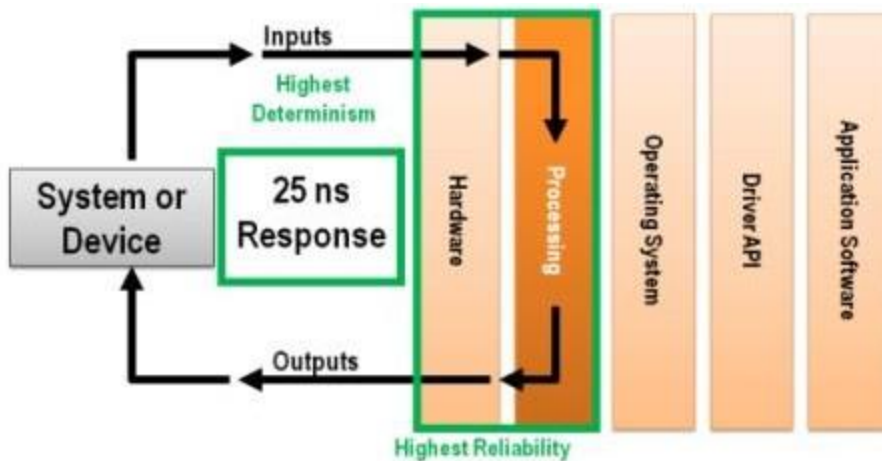 Inputs
Highest
Determinism
System or
Device
25 ns
Response
Hardware
Processing
Operating System
Driver API
Application Software
Outputs
Highest Reliability